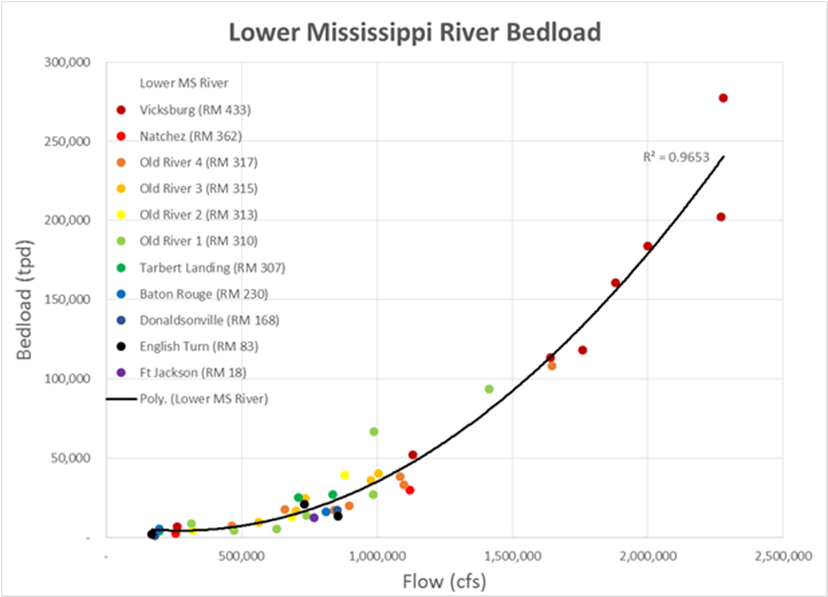 Lower Mississippi River Bedload
300,000
250,000
200,000
150,000
100,000
50,000
-
Bedload (tpd)
Lower MS River
Vicksburg (RM 433)
Natchez (RM 362)
Old River 4 (RM 317)
Old River 3 (RM 315)
Old River 2 (RM 313)
Old River 1 (RM 310)
Tarbert Landing (RM 307)
Baton Rouge (RM 230)
Donaldsonville (RM 168)
English Turn (RM 83)
Ft Jackson (RM 18)
Poly. (Lower MS River)
R² = 0.9653
- 500,000 1,000,000 1,500,000 2,000,000 2,500,000
Flow (cfs)